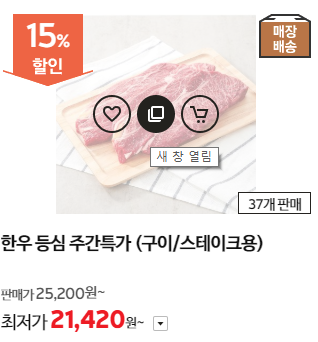 15%
할인
매장
배송
새 창 열림
37개 판매
한우 등심 주간특가 (구이/스테이크용)
판매가 25,200원~
최저가 21,420원~